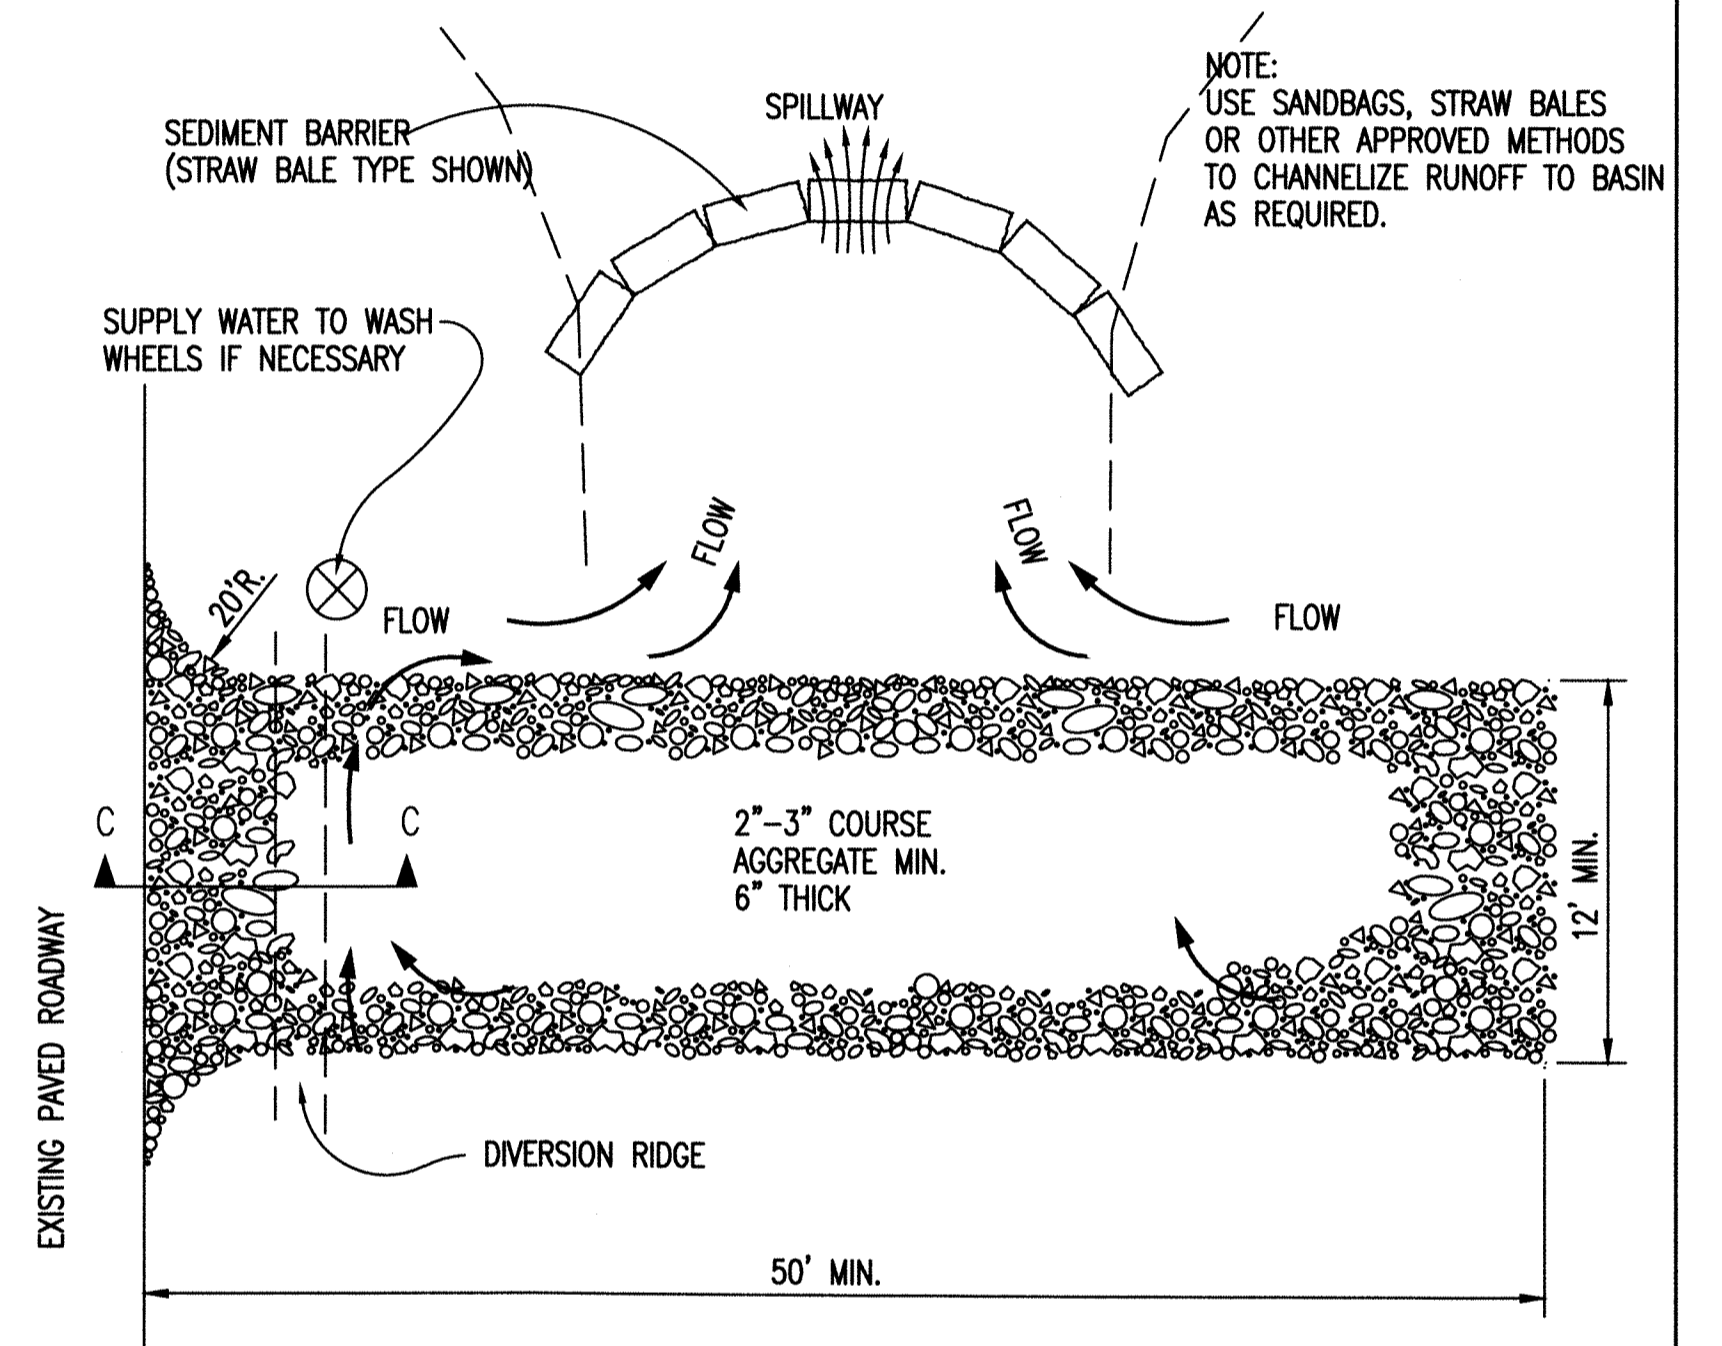 SEDIMENT BARRIER
(STRAW BALE TYPE SHOWN)
SPILLWAY
NOTE:
USE SANDBAGS, STRAW BALES
OR OTHER APPROVED METHODS
TO CHANNELIZE RUNOFF TO BASIN
AS REQUIRED.
SUPPLY WATER TO WASH
WHEELS IF NECESSARY
FLOW
FLOW
20'R.
FLOW
FLOW
C
C
2"-3" COURSE
AGGREGATE MIN.
6" THICK
12' MIN.
EXISTING PAVED ROADWAY
DIVERSION RIDGE
50' MIN.